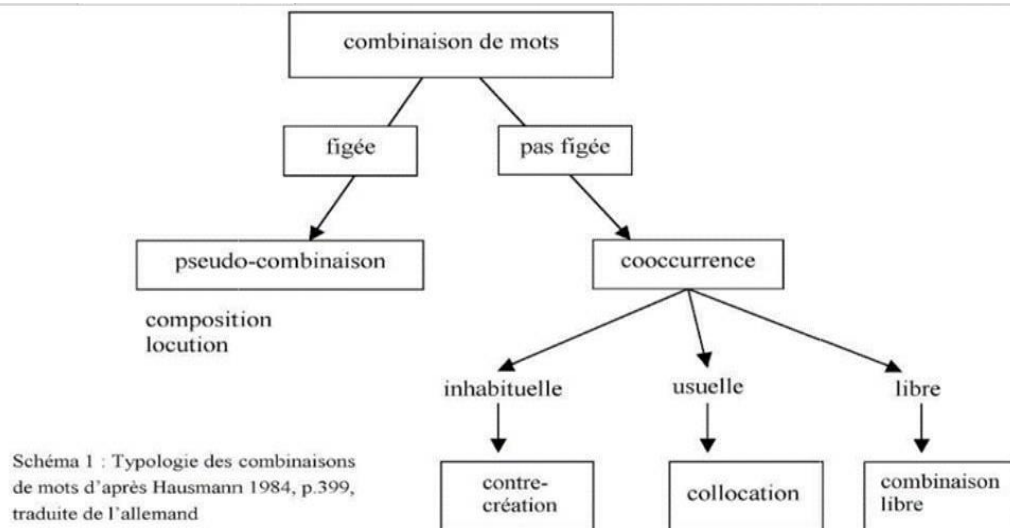 combinaison de mots
figée
pas figée
pseudo-combinaison
cooccurrence
composition
locution
inhabituelle
usuelle
libre
contre-
création
collocation
combinaison
libre
Schéma 1 : Typologie des combinaisons
de mots d'après Hausmann 1984, p.399,
traduite de l'allemand